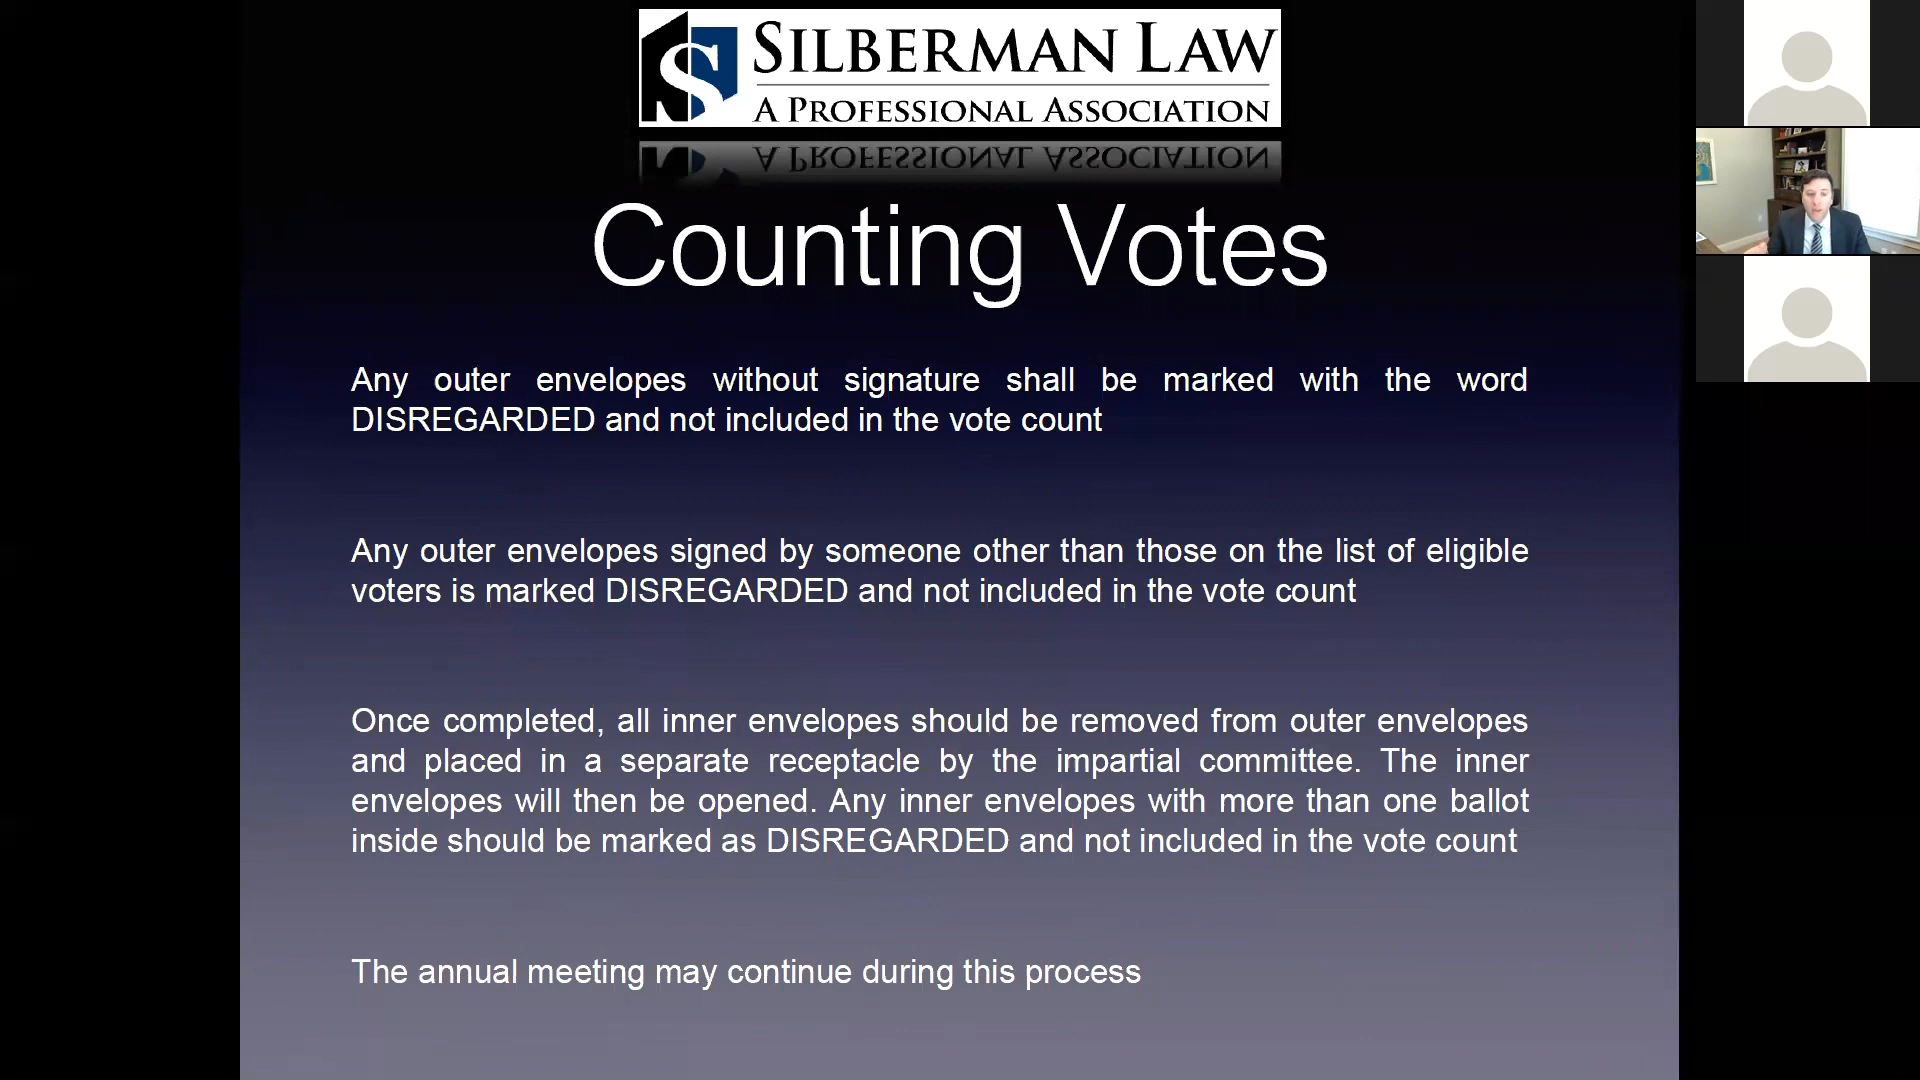 SILBERMAN LAW
A PROFESSIONAL ASSOCIATION
Counting Votes
Any outer envelopes without signature shall be marked with the word
DISREGARDED and not included in the vote count
Any outer envelopes signed by someone other than those on the list of eligible
voters is marked DISREGARDED and not included in the vote count
Once completed, all inner envelopes should be removed from outer envelopes
and placed in a separate receptacle by the impartial committee. The inner
envelopes will then be opened. Any inner envelopes with more than one ballot
inside should be marked as DISREGARDED and not included in the vote count
The annual meeting may continue during this process